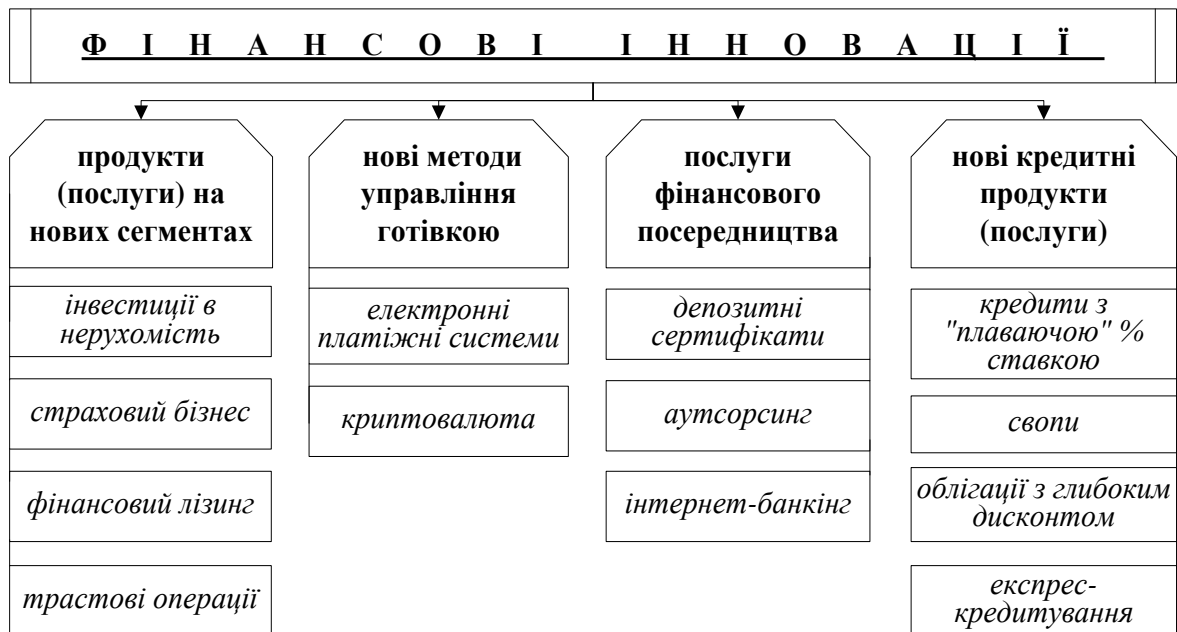 ФІНАНСОВІ ІННОВАЦІЇ
продукти
(послуги) на
нових сегментах
інвестиції в
нерухомість
страховий бізнес
фінансовий лізинг
трастові операції
нові методи
управління
готівкою
електронні
платіжні системи
криптовалюта
послуги
фінансового
посередництва
депозитні
сертифікати
аутсорсинг
інтернет-банкінг
нові кредитні
продукти
(послуги)
кредити з
"плаваючою" %
ставкою
свопи
облігації з глибоким
дисконтом
експрес-
кредитування